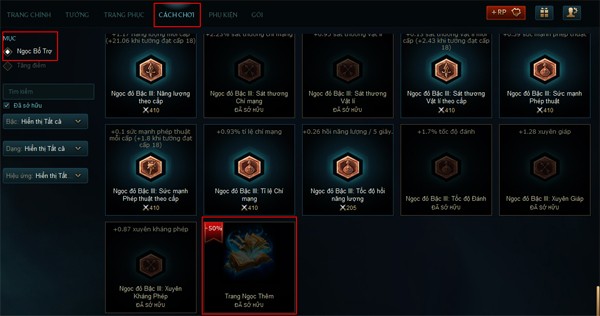 TRANG CHÍNH TƯỚNG TRANG PHỤC CÁCH CHƠI PHỤ KIỆN GÓI
+ RP
MỤC
Ngọc Bổ Trợ
Tăng điểm
Tìm kiếm
Đã sở hữu
Bậc: Hiển thị Tất cả
Dạng: Hiển thị Tất
Hiệu ứng: Hiển thị Tất
+1.17 năng lượng mỗi cấp
(+21.06 khi tướng đạt cấp 18)
Ngọc đỏ Bậc III: Năng lượng
theo cấp
410
+2.23% sát thương chí mạng
Ngọc đỏ Bậc III: Sát thương
Chí mạng
ĐÃ SỞ HỮU
+0.95 sát thương vật lí
Ngọc đỏ Bậc III: Sát thương
Vật lí
ĐÃ SỞ HỮU
+0.13 sát thương vật lí mỗi cấp
(+2.43 khi tướng đạt cấp 18)
Ngọc đỏ Bậc III: Sát thương
Vật lí theo cấp
410
+0.59 sức mạnh phép thuật
Ngọc đỏ Bậc III: Sức mạnh
Phép thuật
410
+0.1 sức mạnh phép thuật
mỗi cấp (+1.8 khi tướng đạt
cấp 18)
Ngọc đỏ Bậc III: Sức mạnh
Phép thuật theo cấp
410
+0.93% tỉ lệ chí mạng
Ngọc đỏ Bậc III: Tỉ lệ Chí
mạng
410
+0.26 hồi năng lượng / 5 giây.
Ngọc đỏ Bậc III: Tốc độ hồi
năng lượng
205
+1.7% tốc độ đánh
Ngọc đỏ Bậc III: Tốc độ Đánh
ĐÃ SỞ HỮU
+1.28 xuyên giáp
Ngọc đỏ Bậc III: Xuyên Giáp
ĐÃ SỞ HỮU
+0.87 xuyên kháng phép
Ngọc đỏ Bậc III: Xuyên
Kháng Phép
ĐÃ SỞ HỮU
-50%
Trang Ngọc Thêm
ĐÃ SỞ HỮU